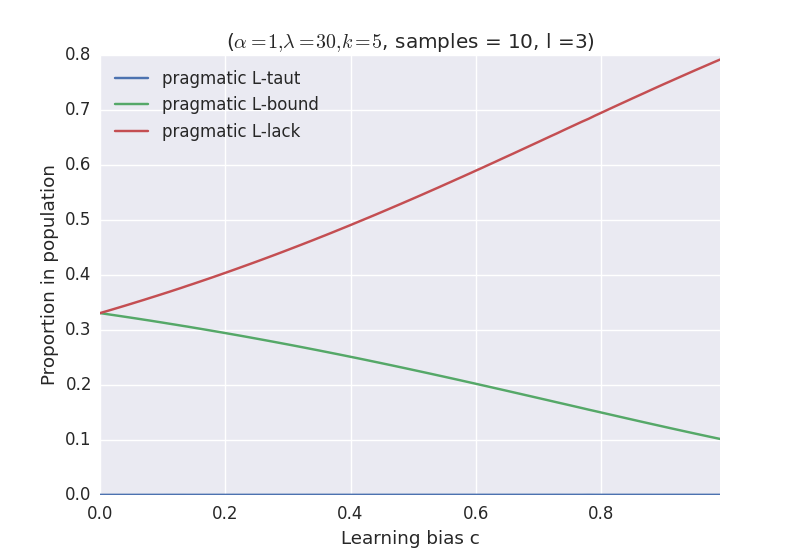 (α = 1,λ = 30,k = 5, samples = 10, l =3)
0.8
0.7
0.6
0.5
0.4
0.3
0.2
0.1
0.0
Proportion in population
pragmatic L-taut
pragmatic L-bound
pragmatic L-lack
0.0 0.2 0.4 0.6 0.8
Learning bias c